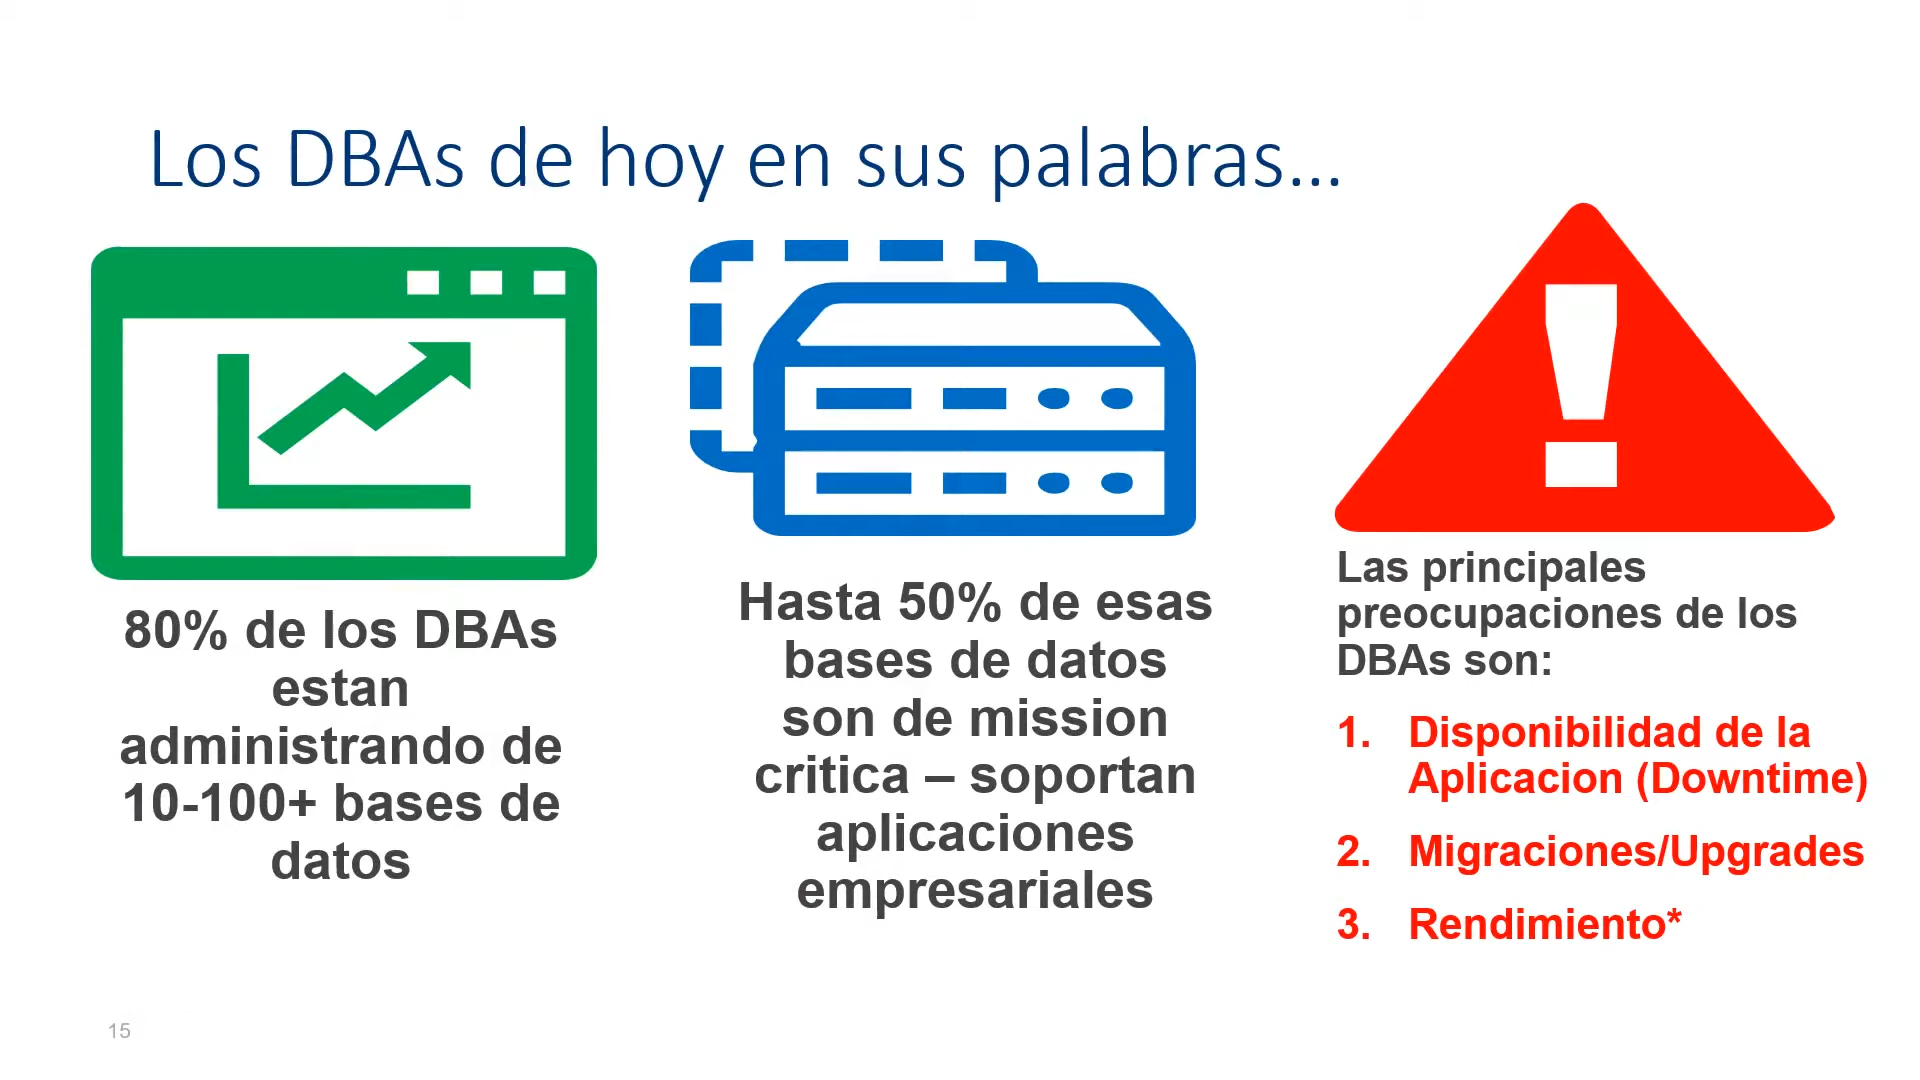 Los DBAs de hoy en sus palabras...
80% de los DBAs
estan
administrando de
10-100+ bases de
datos
Hasta 50% de esas
bases de datos
son de mission
critica – soportan
aplicaciones
empresariales
Las principales
preocupaciones de los
DBAs son:
1. Disponibilidad de la
Aplicacion (Downtime)
2. Migraciones/Upgrades
3. Rendimiento*
15